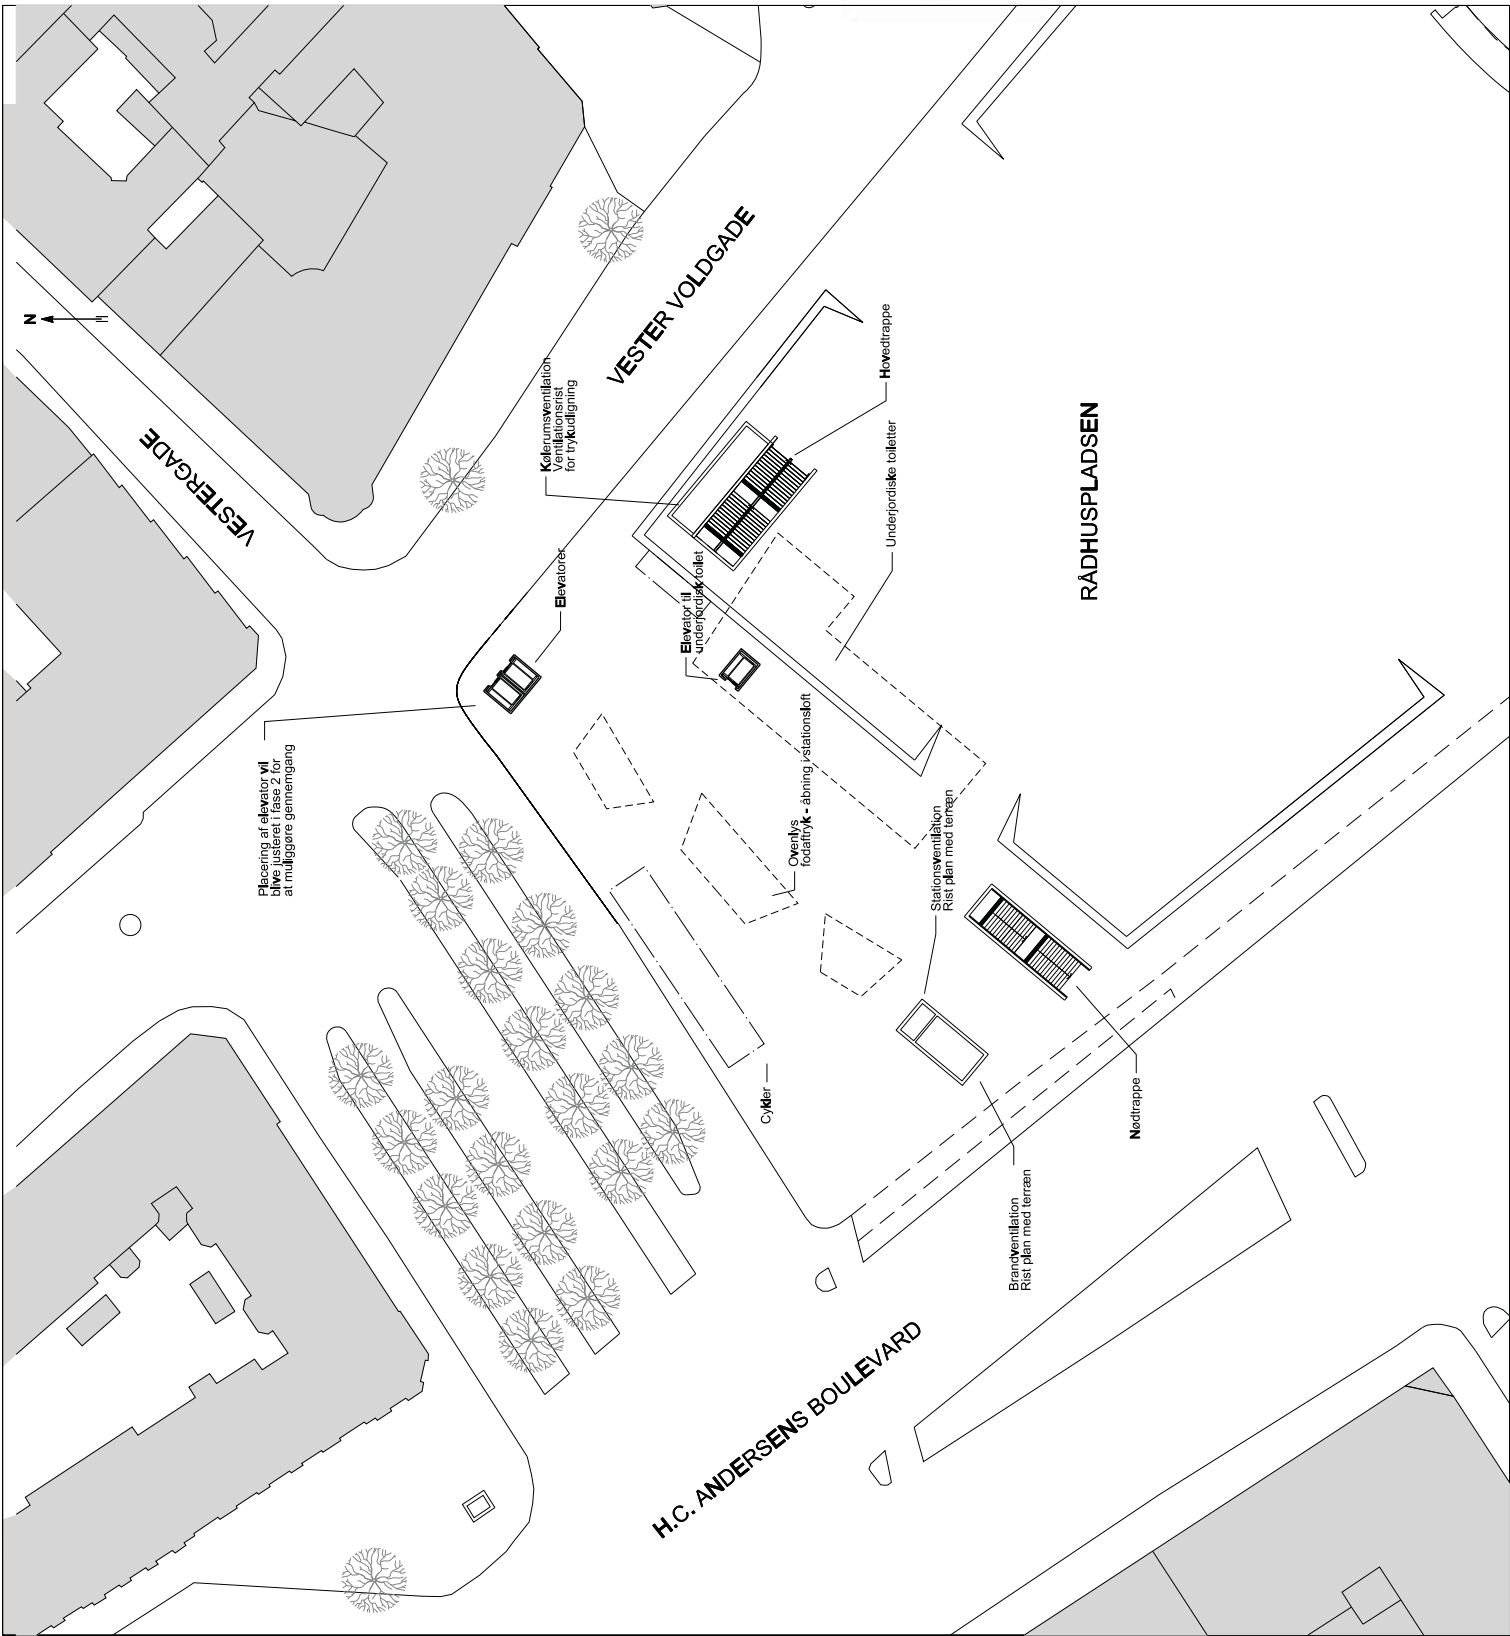 N
VESTERGADE
VESTER VOLDGADE
Kølerumsventilation
Ventilationsrist
for trykudligning
Hovedtrappe
Underjordiske toiletter
RÅDHUSPLADSEN
Elevatorer
Elevator til
underjordisk toilet
Placering af elevator vil
blive justeret i fase 2 for
at muliggøre gennemgang
Ovenlys
fodaftryk - åbning i stationsloft
Stationsventilation
Rist plan med terræn
Cykler
Nødtrappe
Brandventilation
Rist plan med terræn
H.C. ANDERSENS BOULEVARD